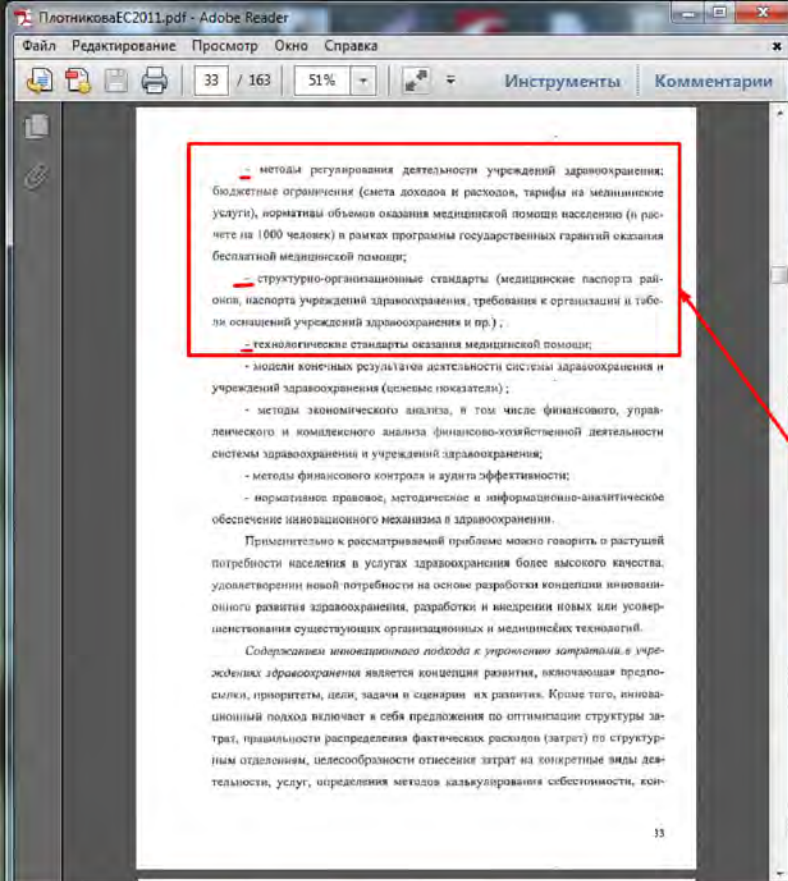 ПлотниковаЕС2011.pdf - Adobe Reader
Файл Редактирование Просмотр Окно Справка
33 / 163 51% Инструменты Комментарии
- методы регулирования деятельности учреждений здравоохранения:
бюджетные ограничения (смета доходов и расходов, тарифы на медицинские
услуги), нормативы объемов оказания медицинской помощи населению (в рас-
чете на 1000 человек) в рамках программы государственных гарантий оказания
бесплатной медицинской помощи;
- структурно-организационные стандарты (медицинские паспорта рай-
онов, паспорта учреждений здравоохранения, требования к организации и табе-
ли оснащений учреждений здравоохранения и пр.) ;
- технологические стандарты оказания медицинской помощи;
- модели конечных результатов деятельности системы здравоохранения и
учреждений здравоохранения (целевые показатели) ;
- методы экономического анализа, в том числе финансового, управ-
ленческого и комплексного анализа финансово-хозяйственной деятельности
системы здравоохранения и учреждений здравоохранения;
- методы финансового контроля и аудита эффективности;
- нормативное правовое, методическое и информационно-аналитическое
обеспечение инновационного механизма в здравоохранении.
Применительно к рассматриваемой проблеме можно говорить о растущей
потребности населения в услугах здравоохранения более высокого качества,
удовлетворении новой потребности на основе разработки концепции инноваци-
онного развития здравоохранения, разработки и внедрении новых или усовер-
шенствования существующих организационных и медицинских технологий.
Содержанием инновационного подхода к управлению затратами в учре-
ждениях здравоохранения является концепция развития, включающая предпо-
сылки, приоритеты, цели, задачи и сценарии их развития. Кроме того, иннова-
ционный подход включает в себя предложения по оптимизации структуры за-
трат, правильности распределения фактических расходов (затрат) по структур-
ным отделениям, целесообразности отнесения затрат на конкретные виды дея-
тельности, услуг, определения методов калькулирования себестоимости, кон-
33